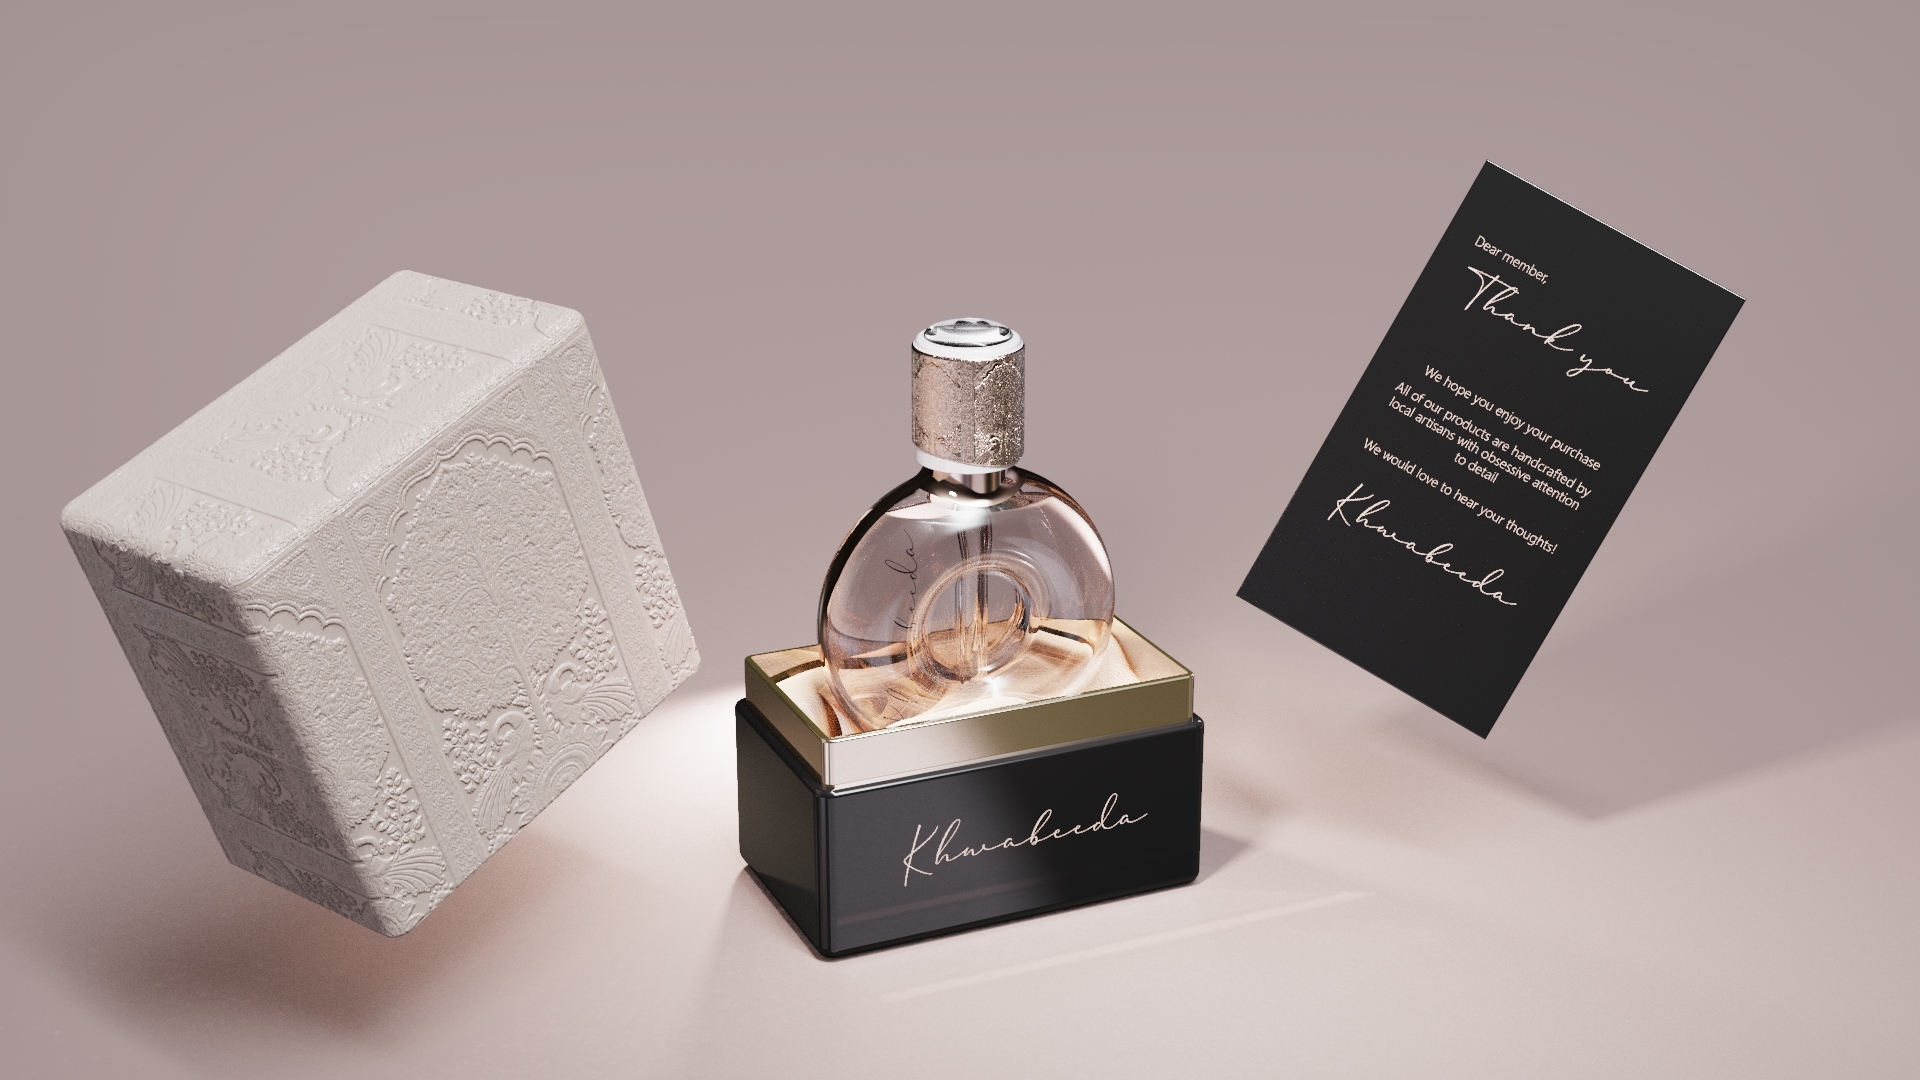 Khwabeeda
Dear member,
Thank you
We hope you enjoy your purchase
All of our products are handcrafted by
local artisans with obsessive attention
to detail
We would love to hear your thoughts!
Khwabeeda